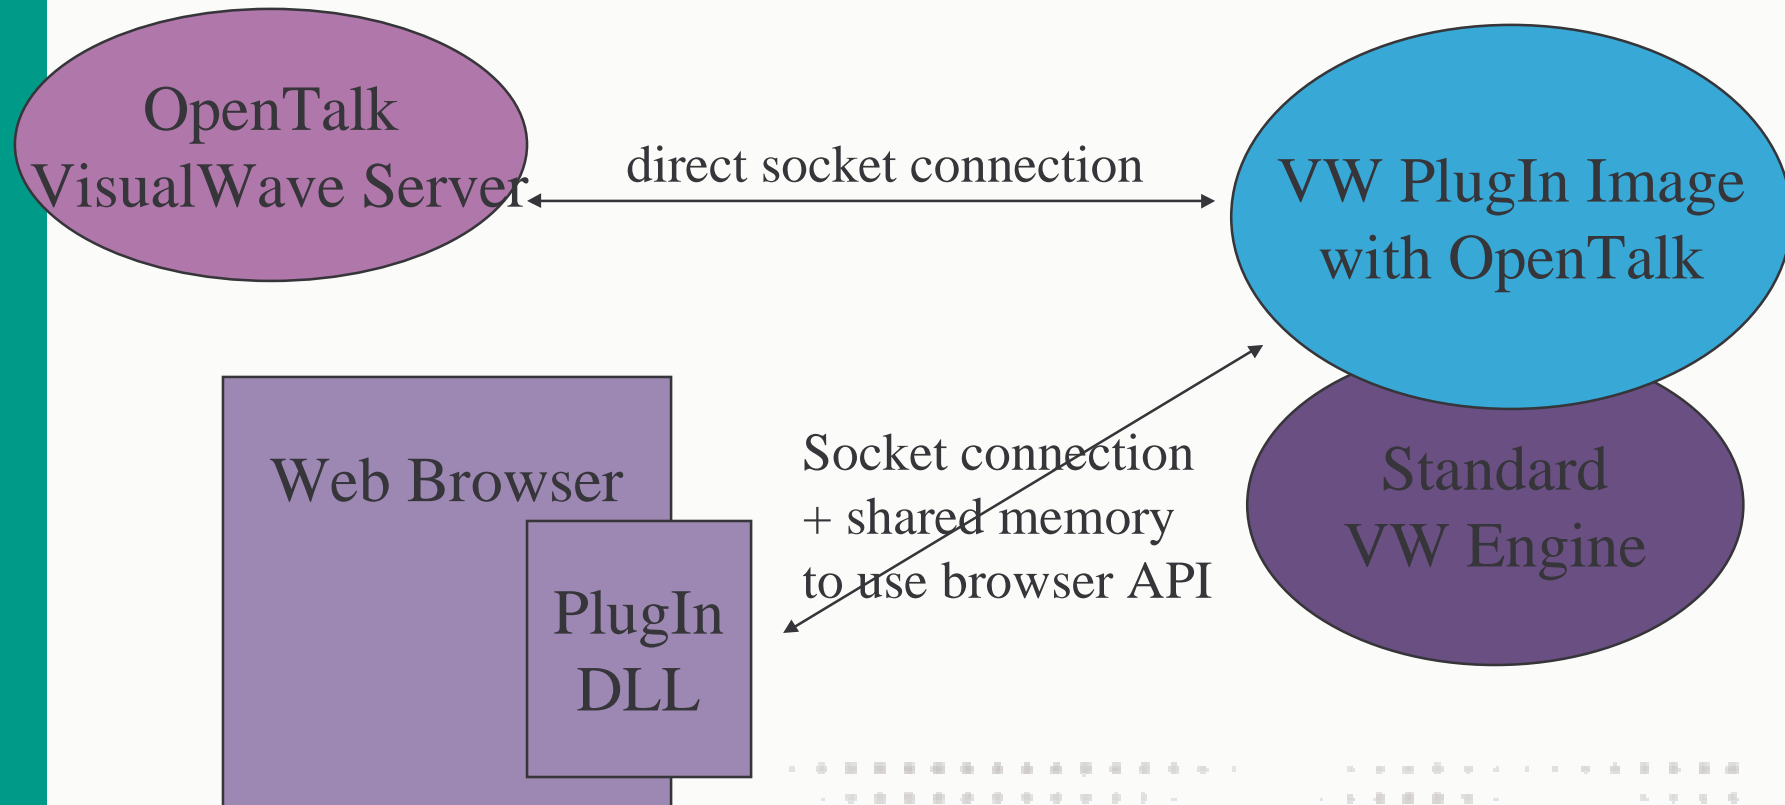 OpenTalk
VisualWave Server
direct socket connection
VW PlugIn Image
with OpenTalk
Web Browser
PlugIn
DLL
Socket connection
+ shared memory
to use browser API
Standard
VW Engine